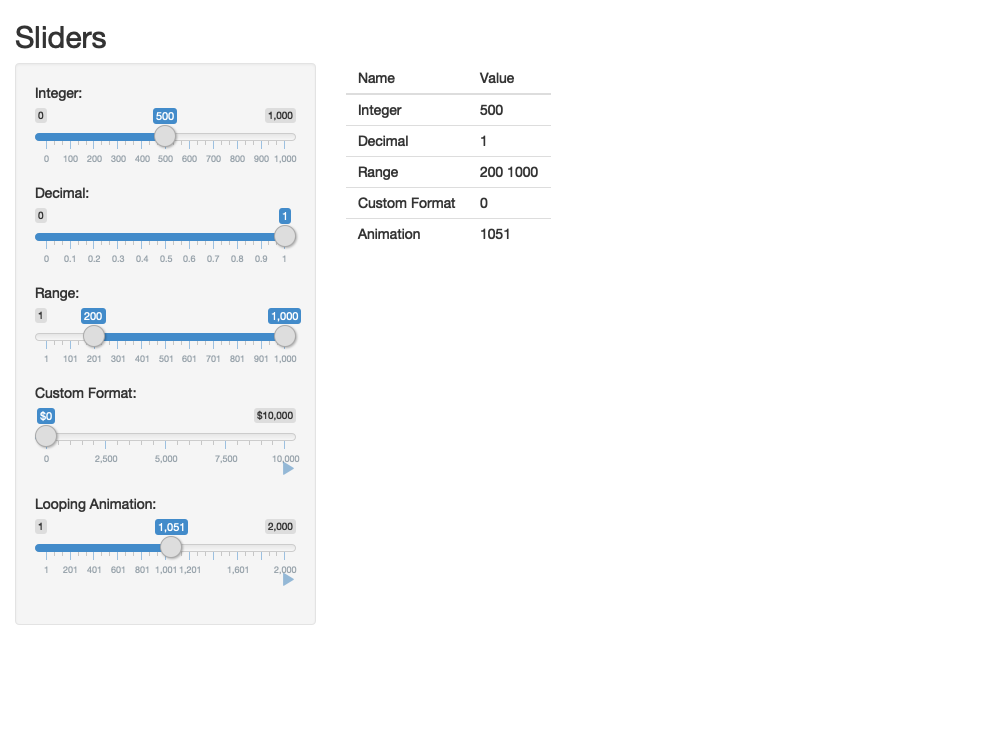 Sliders
Integer:
0 500 1,000
0 100 200 300 400 500 600 700 800 900 1,000
Decimal:
0 1
0 0.1 0.2 0.3 0.4 0.5 0.6 0.7 0.8 0.9 1
Range:
1 200 1,000
1 101 201 301 401 501 601 701 801 901 1,000
Custom Format:
$0 $10,000
0 2,500 5,000 7,500 10,000
Looping Animation:
1 1,051 2,000
1 201 401 601 801 1,001 1,201 1,601 2,000
Name Value
Integer 500
Decimal 1
Range 200 1000
Custom Format 0
Animation 1051